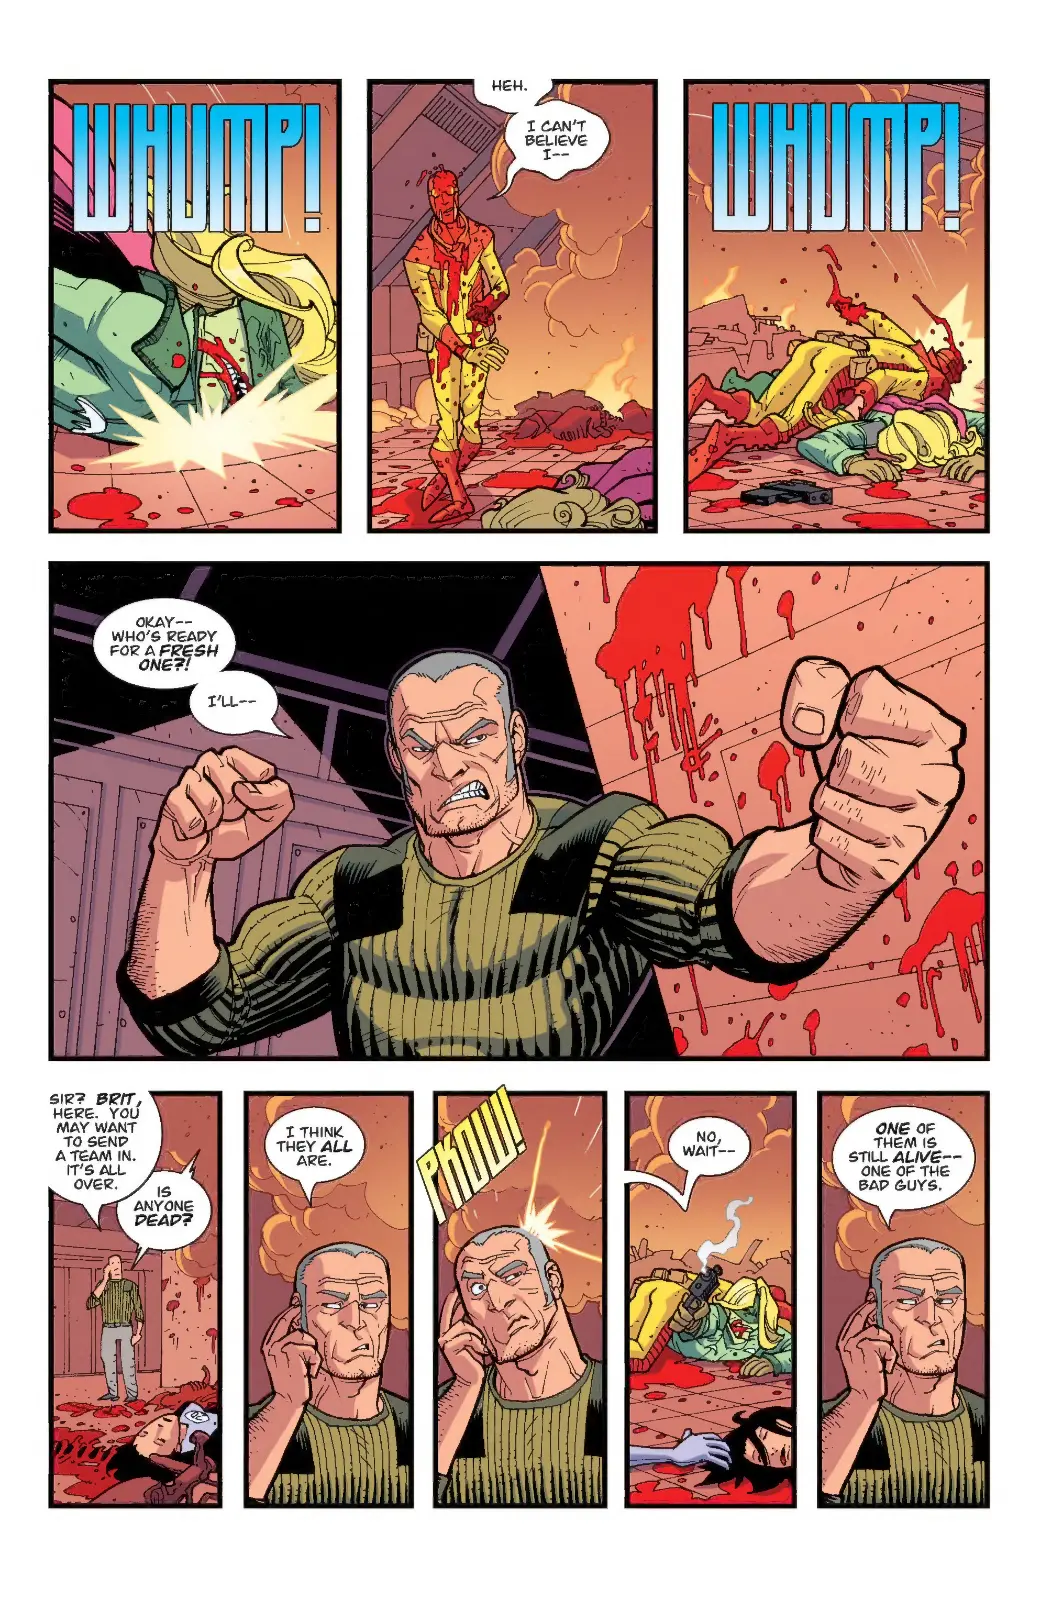 WHUMP!
HEH.
I CAN'T
BELIEVE
I--
WHUMP!
OKAY--
WHO'S READY
FOR A FRESH
ONE?!
I'LL--
SIR? BRIT,
HERE. YOU
MAY WANT
TO SEND
A TEAM IN.
IT'S ALL
OVER.
IS
ANYONE
DEAD?
I THINK
THEY ALL
ARE.
PKOW!
NO,
WAIT--
ONE OF
THEM IS
STILL ALIVE--
ONE OF THE
BAD GUYS.